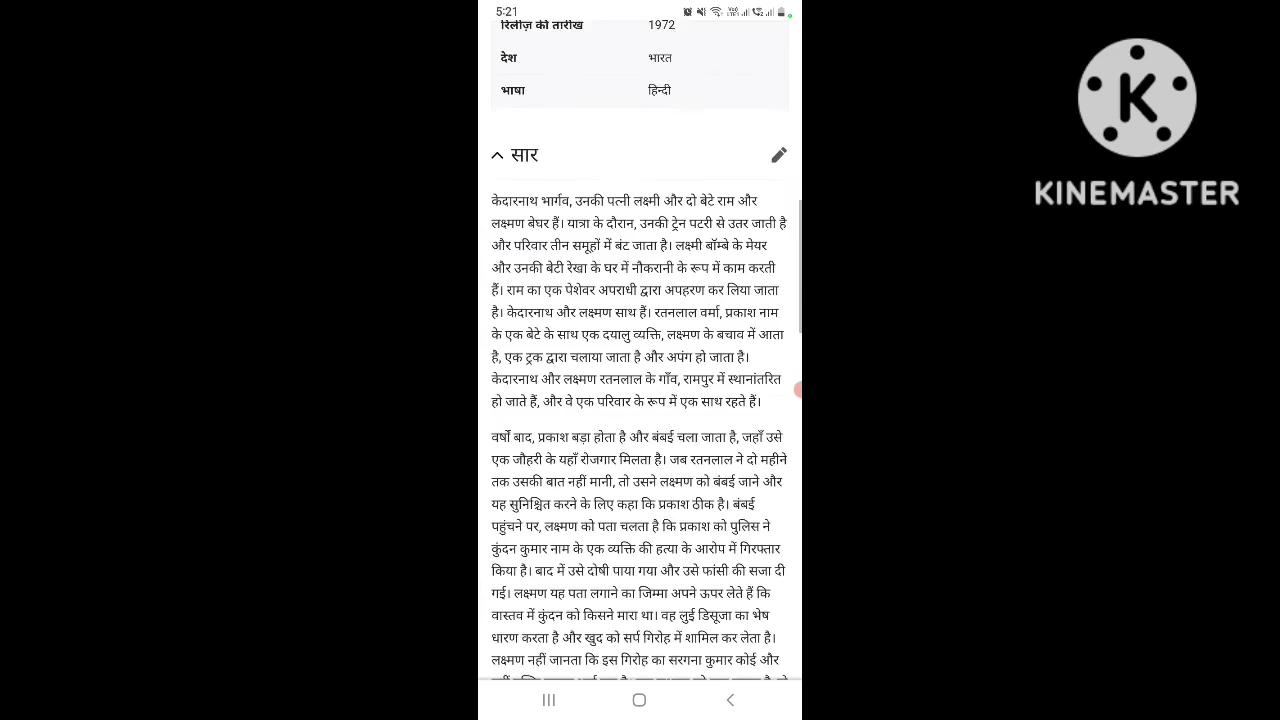 5:21
रिलीज़ की तारीख 1972
देश भारत
भाषा हिन्दी
सार
केदारनाथ भार्गव, उनकी पत्नी लक्ष्मी और दो बेटे राम और
लक्ष्मण बेघर हैं। यात्रा के दौरान, उनकी ट्रेन पटरी से उतर जाती है
और परिवार तीन समूहों में बंट जाता है। लक्ष्मी बॉम्बे के मेयर
और उनकी बेटी रेखा के घर में नौकरानी के रूप में काम करती
हैं। राम का एक पेशेवर अपराधी द्वारा अपहरण कर लिया जाता
है। केदारनाथ और लक्ष्मण साथ हैं। रतनलाल वर्मा, प्रकाश नाम
के एक बेटे के साथ एक दयालु व्यक्ति, लक्ष्मण के बचाव में आता
है, एक ट्रक द्वारा चलाया जाता है और अपंग हो जाता है।
केदारनाथ और लक्ष्मण रतनलाल के गाँव, रामपुर में स्थानांतरित
हो जाते हैं, और वे एक परिवार के रूप में एक साथ रहते हैं।
वर्षों बाद, प्रकाश बड़ा होता है और बंबई चला जाता है, जहाँ उसे
एक जौहरी के यहाँ रोजगार मिलता है। जब रतनलाल ने दो महीने
तक उसकी बात नहीं मानी, तो उसने लक्ष्मण को बंबई जाने और
यह सुनिश्चित करने के लिए कहा कि प्रकाश ठीक है। बंबई
पहुंचने पर, लक्ष्मण को पता चलता है कि प्रकाश को पुलिस ने
कुंदन कुमार नाम के एक व्यक्ति की हत्या के आरोप में गिरफ्तार
किया है। बाद में उसे दोषी पाया गया और उसे फांसी की सजा दी
गई। लक्ष्मण यह पता लगाने का जिम्मा अपने ऊपर लेते हैं कि
वास्तव में कुंदन को किसने मारा था। वह लुई डिसूजा का भेष
धारण करता है और खुद को सर्प गिरोह में शामिल कर लेता है।
लक्ष्मण नहीं जानता कि इस गिरोह का सरगना कुमार कोई और
KINEMASTER